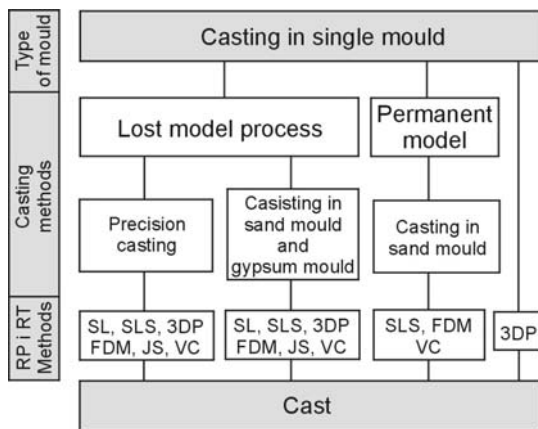 Type
of mould
Casting in single mould
Casting
methods
Lost model process
Permanent
model
Precision
casting
Casisting in
sand mould
and
gypsum mould
Casting in
sand mould
RP i RT
Methods
SL, SLS, 3DP
FDM, JS, VC
SL, SLS, 3DP
FDM, JS, VC
SLS, FDM
VC
3DP
Cast